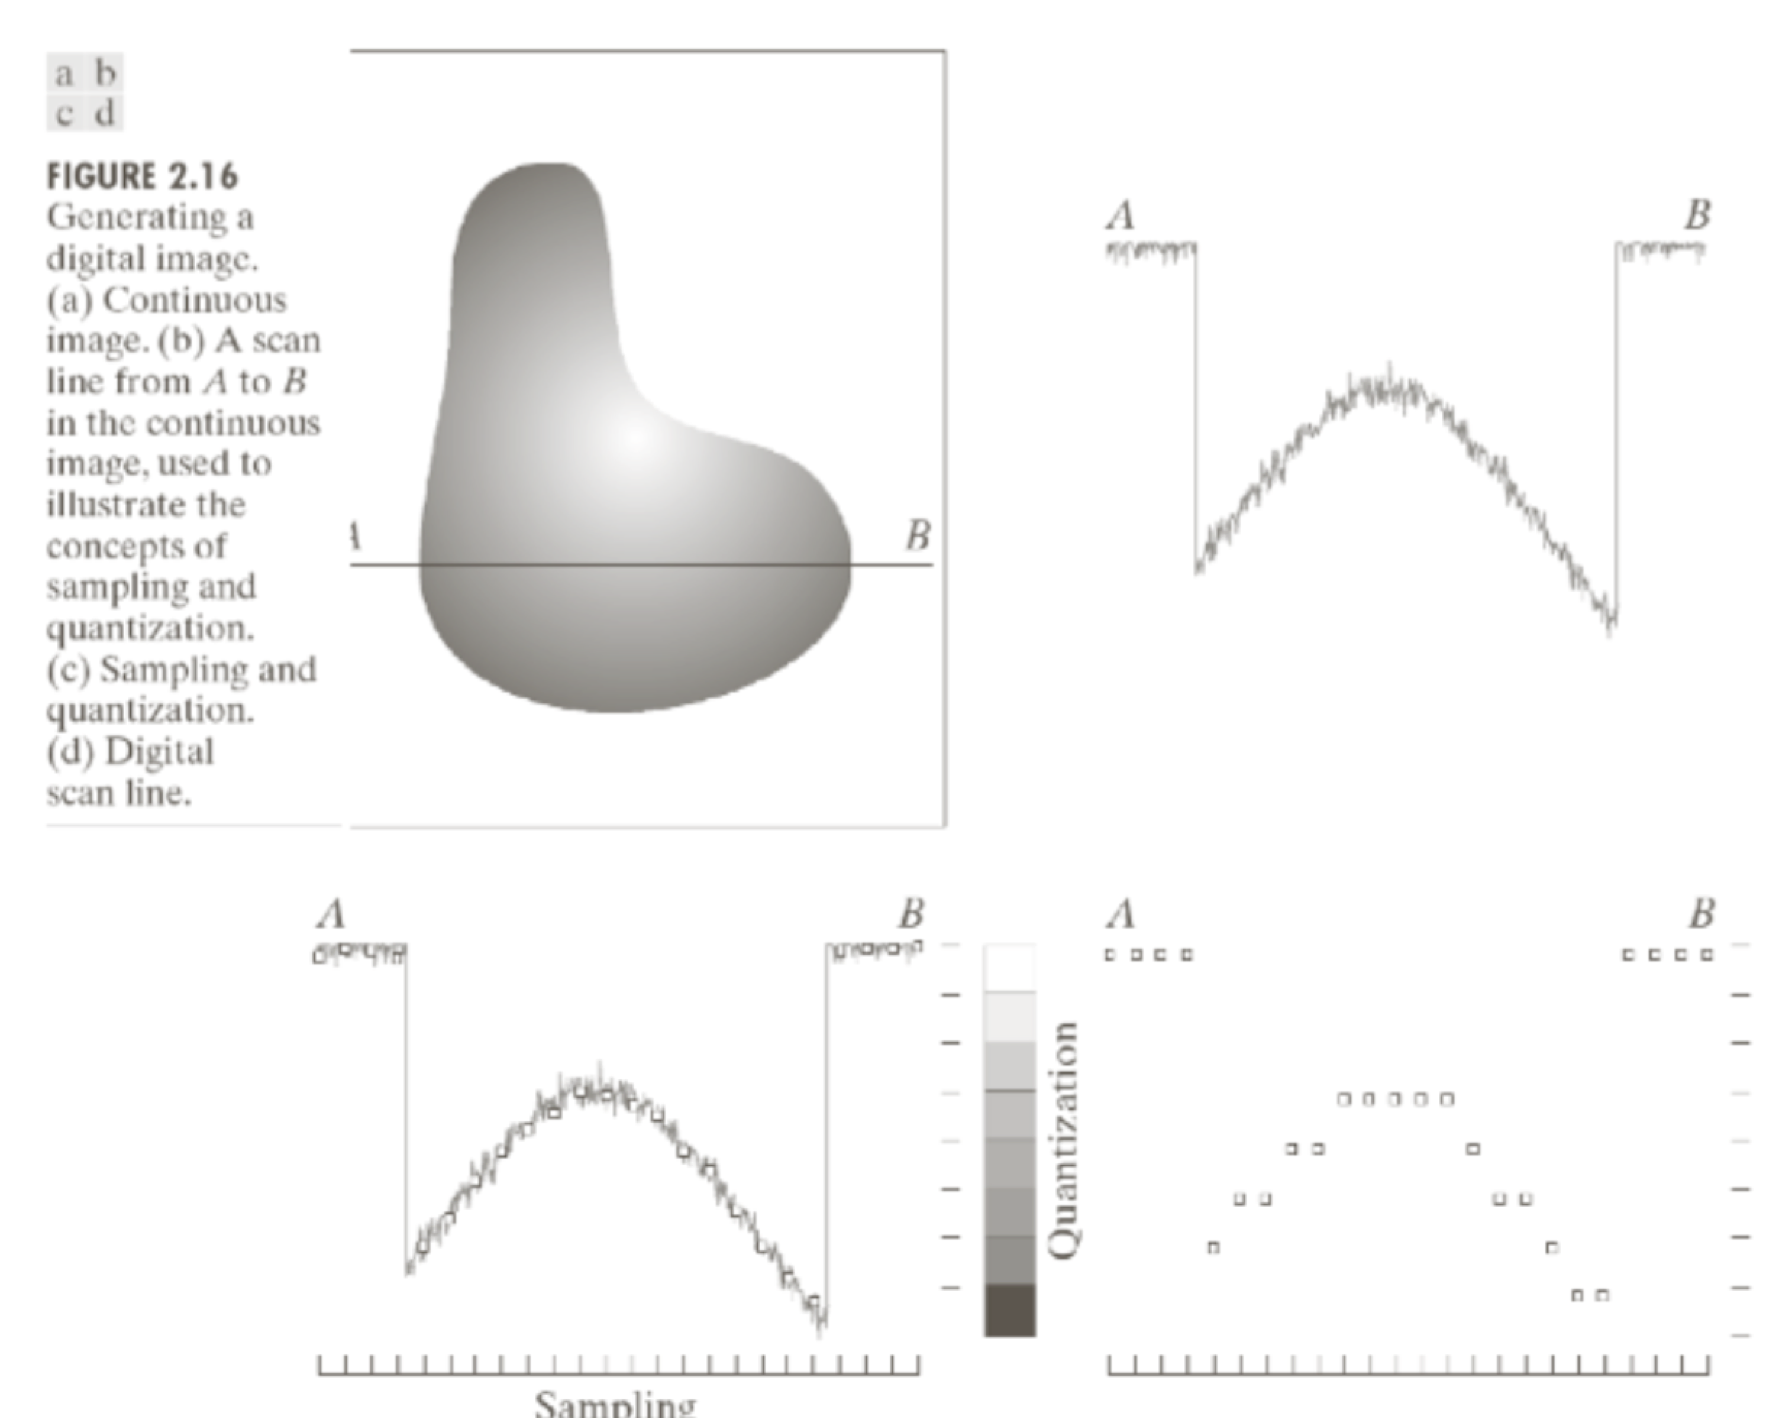 a b
c d
FIGURE 2.16
Generating a
digital image.
(a) Continuous
image. (b) A scan
line from A to B
in the continuous
image, used to
illustrate the
concepts of
sampling and
quantization.
(c) Sampling and
quantization.
(d) Digital
scan line.
A B
A B
A B
Quantization
Sampling
A B